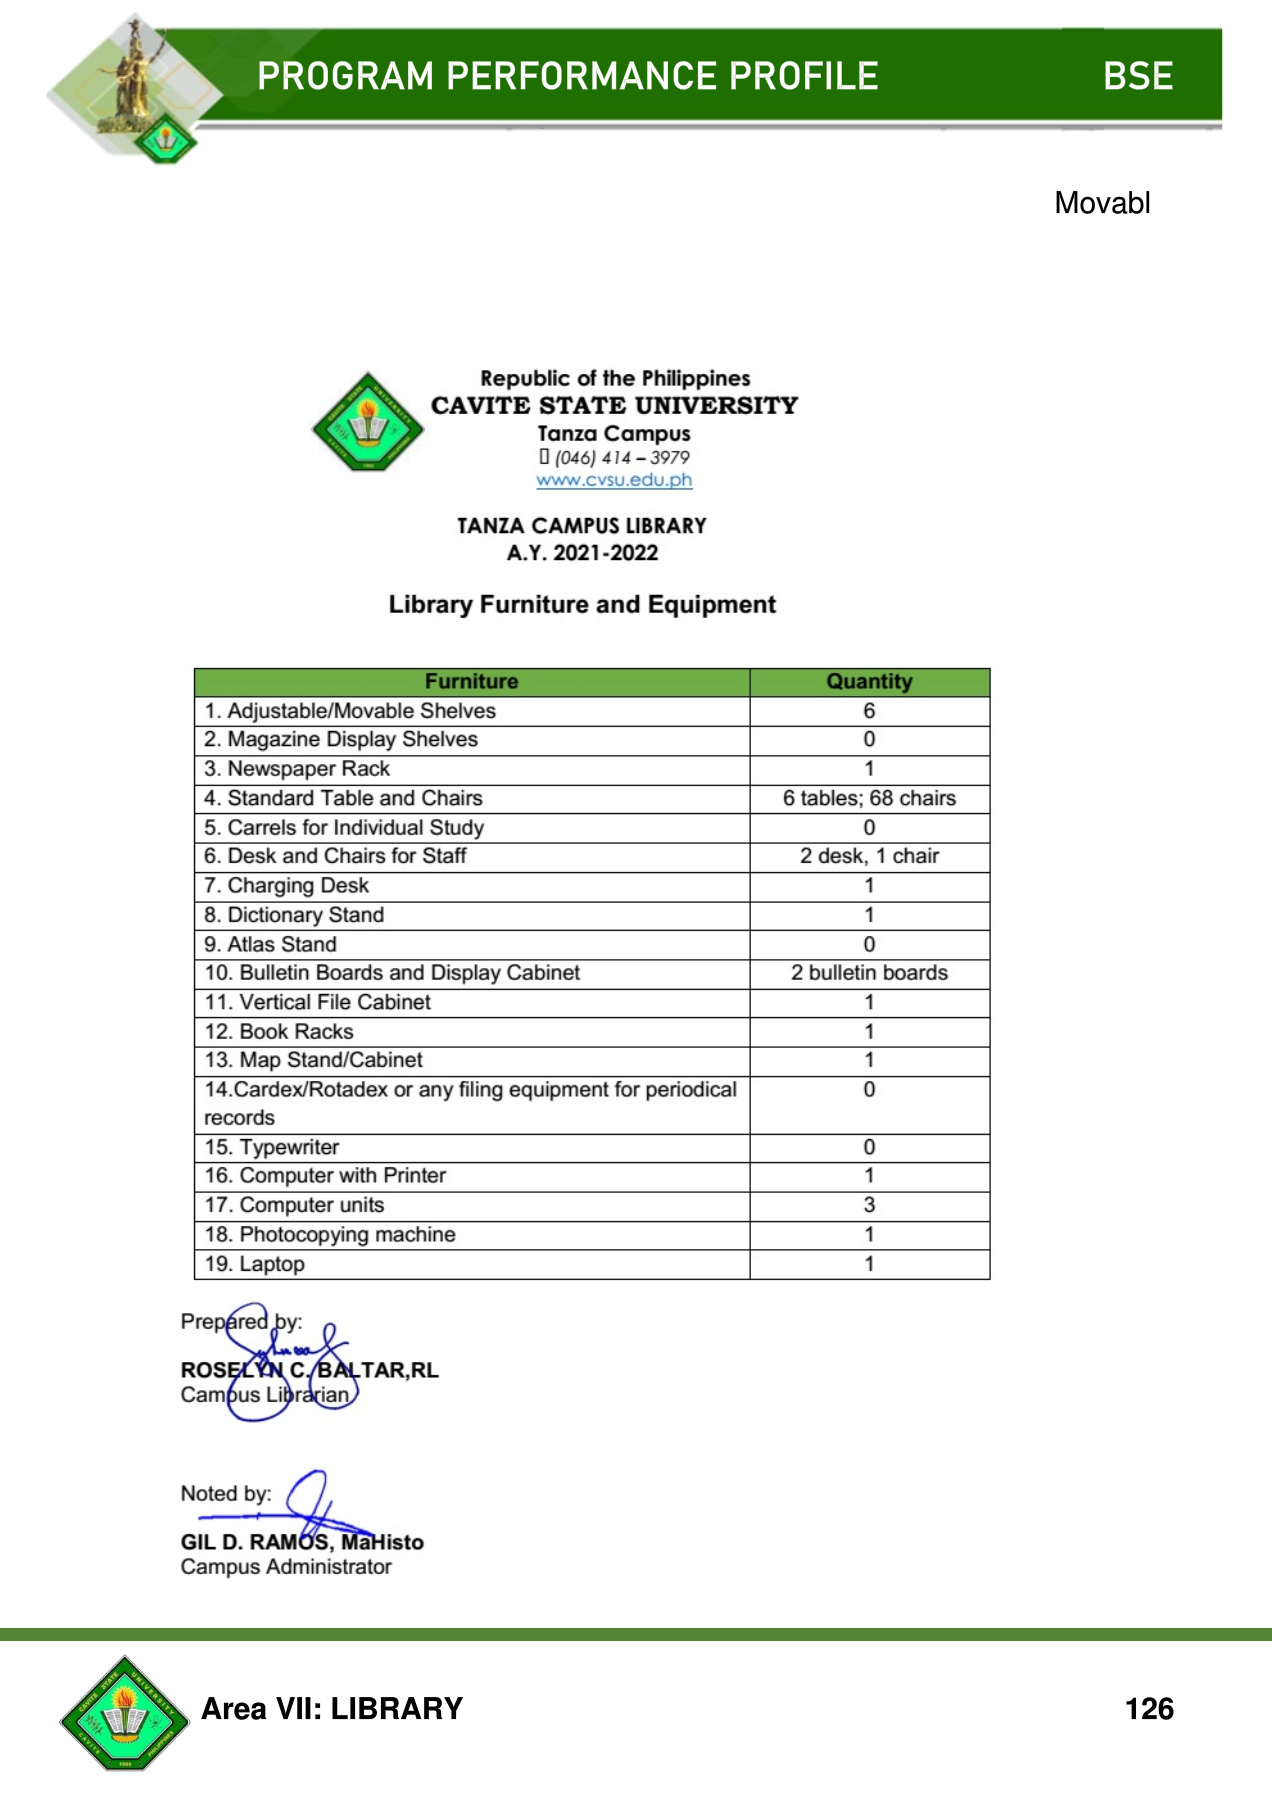 PROGRAM PERFORMANCE PROFILE BSE
Movabl
Republic of the Philippines
CAVITE STATE UNIVERSITY
Tanza Campus
(046) 414 – 3979
www.cvsu.edu.ph
TANZA CAMPUS LIBRARY
A.Y. 2021-2022
Library Furniture and Equipment
Furniture Quantity
1. Adjustable/Movable Shelves 6
2. Magazine Display Shelves 0
3. Newspaper Rack 1
4. Standard Table and Chairs 6 tables; 68 chairs
5. Carrels for Individual Study 0
6. Desk and Chairs for Staff 2 desk, 1 chair
7. Charging Desk 1
8. Dictionary Stand 1
9. Atlas Stand 0
10. Bulletin Boards and Display Cabinet 2 bulletin boards
11. Vertical File Cabinet 1
12. Book Racks 1
13. Map Stand/Cabinet 1
14.Cardex/Rotadex or any filing equipment for periodical 0
records
15. Typewriter 0
16. Computer with Printer 1
17. Computer units 3
18. Photocopying machine 1
19. Laptop 1
Prepared by:
ROSELYN C. BALTAR,RL
Campus Librarian
Noted by:
GIL D. RAMOS, MaHisto
Campus Administrator
CAVITE STATE UNIVERSITY
Area VII: LIBRARY 126